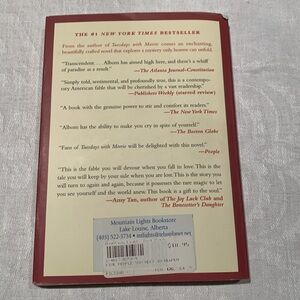 THE #1 NEW YORK TIMES BESTSELLER
From the author of Tuesdays with Morrie comes an enchanting,
beautifully crafted novel that explores a mystery only heaven can unfold.
"Transcendent. . . . Albom has aimed high here, and there's a whiff
of paradise as a result."
—The Atlanta Journal-Constitution
"Simply told, sentimental, and profoundly true, this is a contempo-
rary American fable that will be cherished by a vast readership."
—Publishers Weekly (starred review)
"A book with the genuine power to stir and comfort its readers."
—The New York Times
"Albom has the ability to make you cry in spite of yourself."
—The Boston Globe
"Fans of Tuesdays with Morrie will be delighted with this novel."
—People
"This is the fable you will devour when you fall in love. This is the
tale you will keep by your side when you are lost. This is the story you
will turn to again and again, because it possesses the rare magic to let
you see yourself and the world anew. This book is a gift to the soul."
—Amy Tan, author of The Joy Luck Club and
The Bonesetter's Daughter
Mountain Lights Bookstore
Lake Louise, Alberta
(403) 522-3734
$18.95